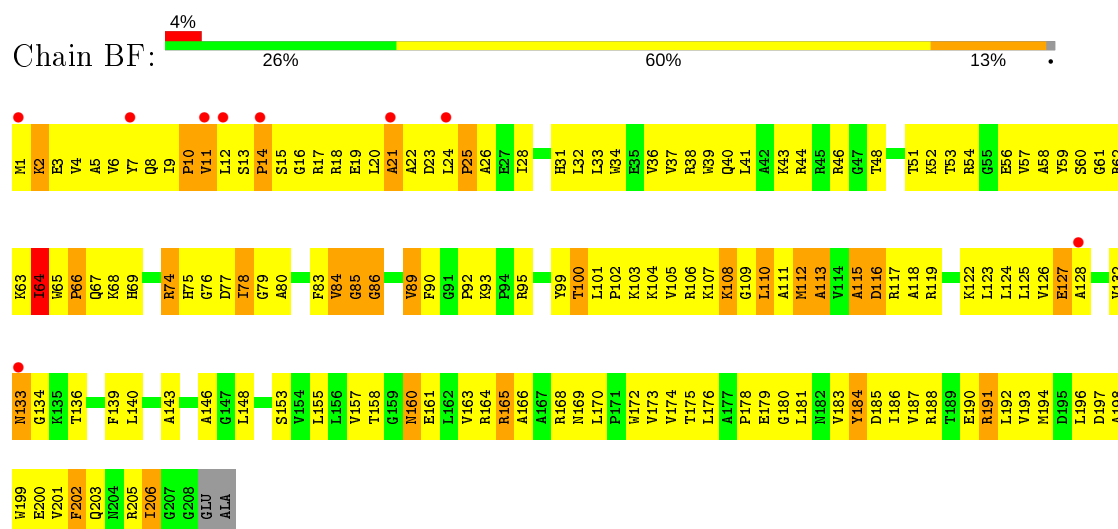 4%
Chain BF:
26% 60% 13% •
M1 K2 E3 V4 A5 V6 Y7 Q8 I9 P10 V11 L12 S13 P14 S15 G16 R17 R18 E19 L20 A21 A22 D23 L24 P25 A26 E27 I28 H31 L32 L33 W34 E35 V36 V37 R38 W39 Q40 L41 A42 K43 R44 R45 R46 G47 T48 T51 K52 T53 R54 G55 E56 V57 A58 Y59 S60 G61 R62
K63 I64 W65 P66 Q67 K68 H69 R74 H75 G76 D77 I78 G79 A80 F83 V84 G85 G86 V89 F90 G91 P92 K93 P94 R95 Y99 T100 L101 P102 K103 K104 V105 R106 K107 K108 G109 L110 A111 M112 A113 V114 A115 D116 R117 A118 R119 K122 L123 L124 L125 V126 E127 A128 V132
N133 G134 K135 T136 F139 L140 A143 A146 G147 L148 S153 V154 L155 L156 V157 T158 G159 N160 E161 L162 V163 R164 R165 A166 A167 R168 N169 L170 P171 W172 V173 V174 T175 L176 A177 P178 E179 G180 L181 N182 V183 Y184 D185 I186 V187 R188 T189 E190 R191 L192 V193 M194 D195 L196 D197 A198
W199 E200 V201 F202 Q203 N204 R205 I206 G207 G208 GLU ALA